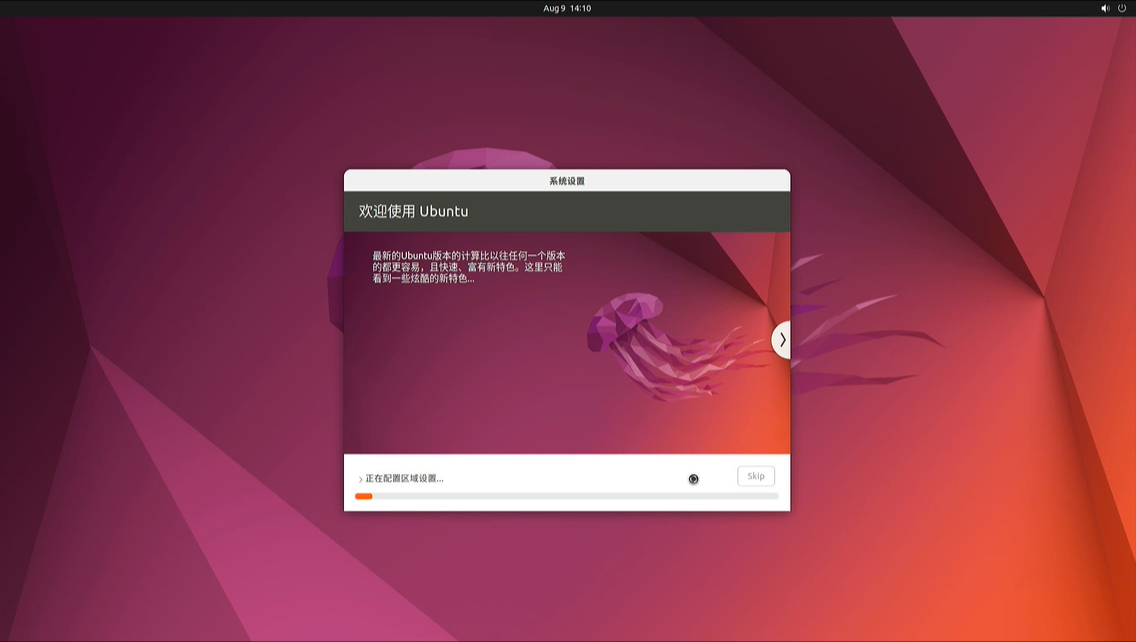 Aug 9 14:10
系统设置
欢迎使用 Ubuntu
最新的Ubuntu版本的计算比以往任何一个版本
的都更容易，且快速、富有新特色。这里只能
看到一些炫酷的新特色...
正在配置区域设置...
Skip